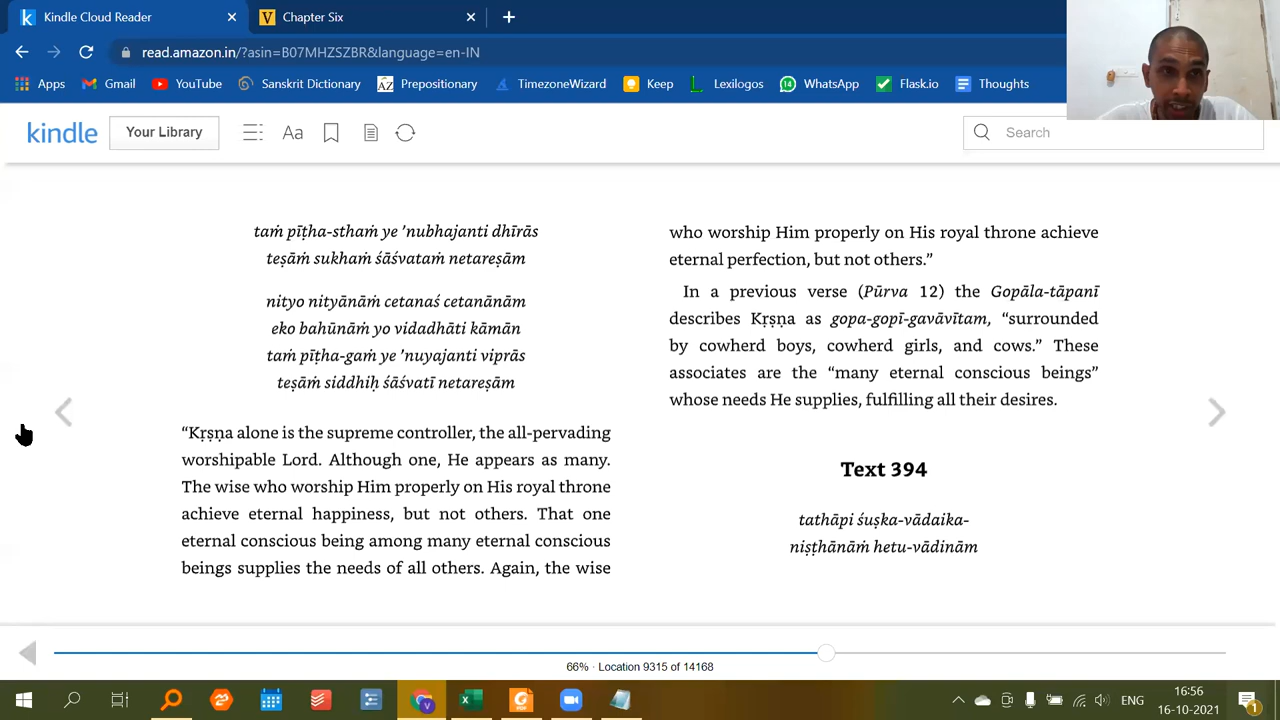 Kindle Cloud Reader
Chapter Six
read.amazon.in/?asin=B07MHZSZBR&language=en-IN
Apps
Gmail
YouTube
Sanskrit Dictionary
Prepositionary
TimezoneWizard
Keep
Lexilogos
WhatsApp
Flask.io
Thoughts
kindle
Your Library
Aa
Search
taṁ pīṭha-sthaṁ ye ’nubhajanti dhīrās
teṣāṁ sukhaṁ śāśvataṁ netareṣām
nityo nityānāṁ cetanaś cetanānām
eko bahūnāṁ yo vidadhāti kāmān
taṁ pīṭha-gaṁ ye ’nuyajanti viprās
teṣāṁ siddhiḥ śāśvatī netareṣām
“Kṛṣṇa alone is the supreme controller, the all-pervading
worshipable Lord. Although one, He appears as many.
The wise who worship Him properly on His royal throne
achieve eternal happiness, but not others. That one
eternal conscious being among many eternal conscious
beings supplies the needs of all others. Again, the wise
who worship Him properly on His royal throne achieve
eternal perfection, but not others.”
In a previous verse (Pūrva 12) the Gopāla-tāpanī
describes Kṛṣṇa as gopa-gopī-gavāvītam, “surrounded
by cowherd boys, cowherd girls, and cows.” These
associates are the “many eternal conscious beings”
whose needs He supplies, fulfilling all their desires.
Text 394
tathāpi śuṣka-vādaika-
niṣṭhānāṁ hetu-vādinām
66% · Location 9315 of 14168
ENG
16:56
16-10-2021
1